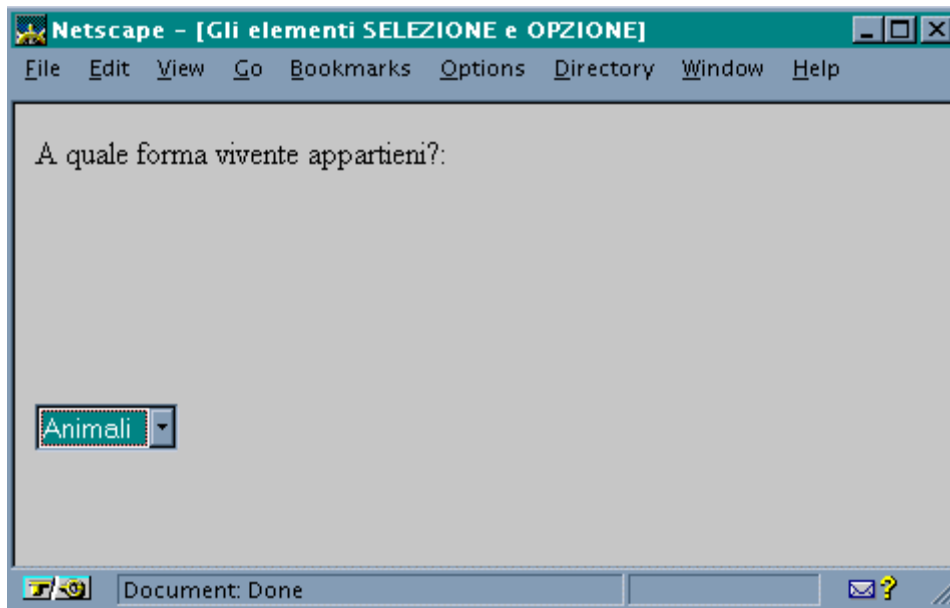 Netscape - [Gli elementi SELEZIONE e OPZIONE]
File Edit View Go Bookmarks Options Directory Window Help
A quale forma vivente appartieni?:
Animali
Document: Done